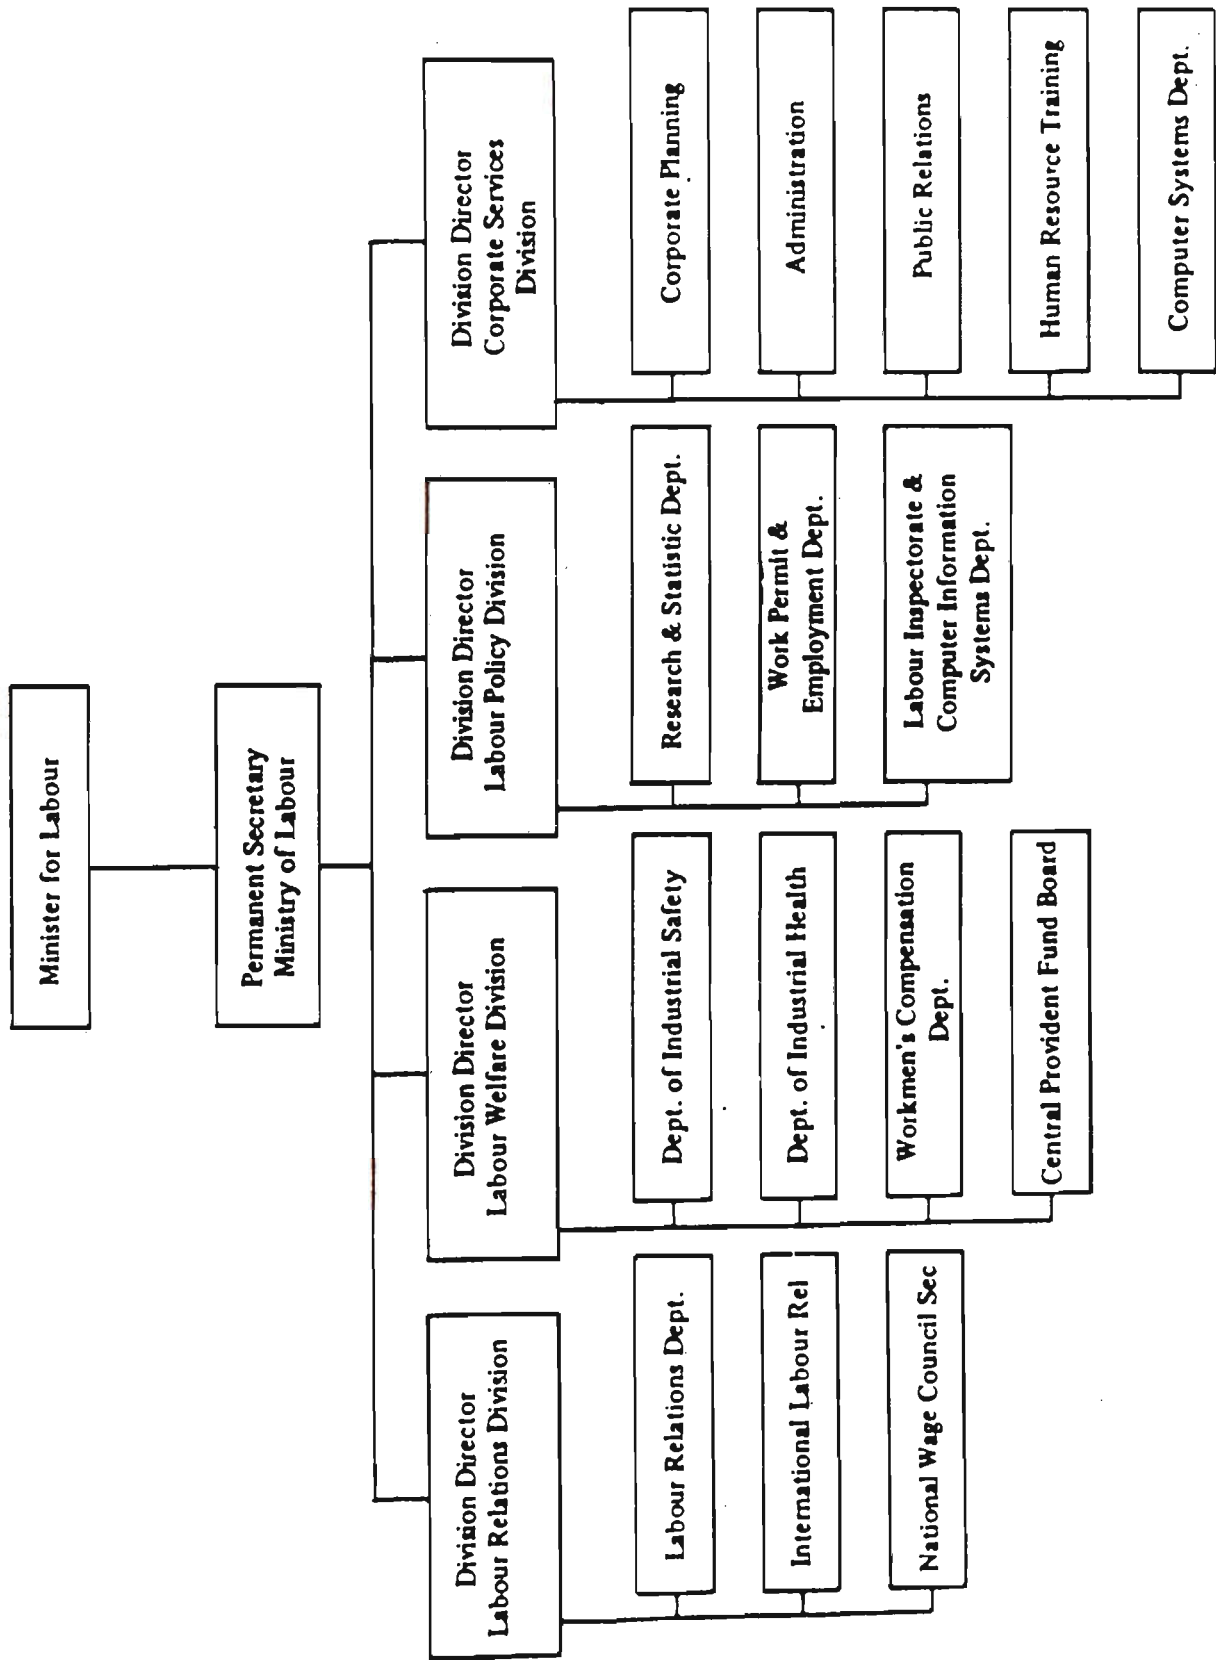 Minister for Labour
Permanent Secretary
Ministry of Labour
Division Director
Labour Relations Division
Labour Relations Dept.
International Labour Rel
National Wage Council Sec
Division Director
Labour Welfare Division
Dept. of Industrial Safety
Dept. of Industrial Health
Workmen's Compensation
Dept.
Central Provident Fund Board
Division Director
Labour Policy Division
Research & Statistic Dept.
Work Permit &
Employment Dept.
Labour Inspectorate &
Computer Information
Systems Dept.
Division Director
Corporate Services
Division
Corporate Planning
Administration
Public Relations
Human Resource Training
Computer Systems Dept.